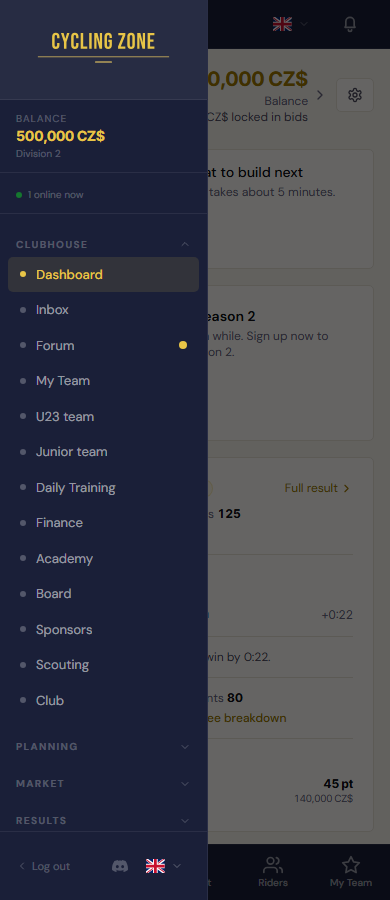 CYCLING ZONE
BALANCE
500,000 CZ$
Division 2
1 online now
CLUBHOUSE
Dashboard
Inbox
Forum
My Team
U23 team
Junior team
Daily Training
Finance
Academy
Board
Sponsors
Scouting
Club
PLANNING
MARKET
RESULTS
Log out
0,000 CZ$
Balance
CZ$ locked in bids
at to build next
takes about 5 minutes.
eason 2
while. Sign up now to
on 2.
Full result
s 125
+0:22
win by 0:22.
nts 80
ee breakdown
45 pt
140,000 CZ$
t
Riders
My Team